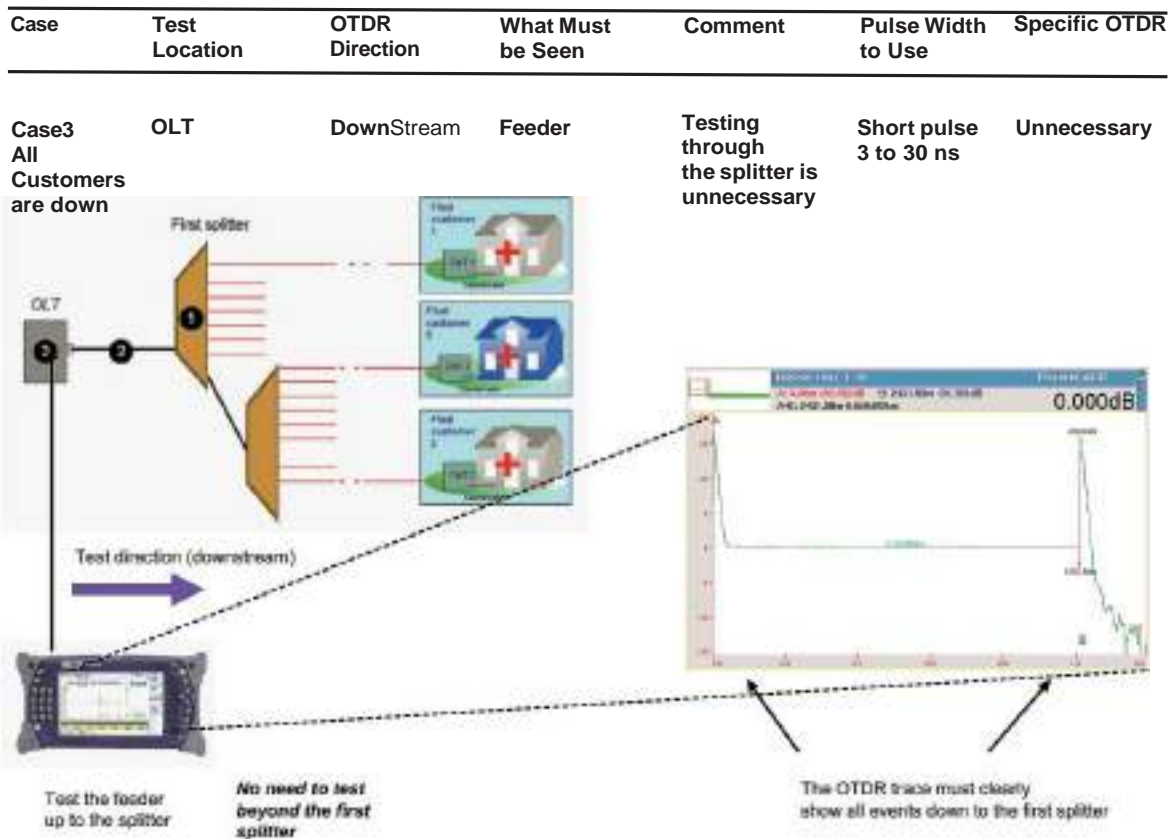 Case
Test
Location
OTDR
Direction
What Must
be Seen
Comment
Pulse Width
to Use
Specific OTDR
Case3
All
Customers
are down
OLT
DownStream
Feeder
Testing
through
the splitter is
unnecessary
Short pulse
3 to 30 ns
Unnecessary
First splitter
OLT
1
2
3
Test direction (downstream)
0.000dB
Test the feeder
up to the splitter
No need to test
beyond the first
splitter
The OTDR trace must clearly
show all events down to the first splitter